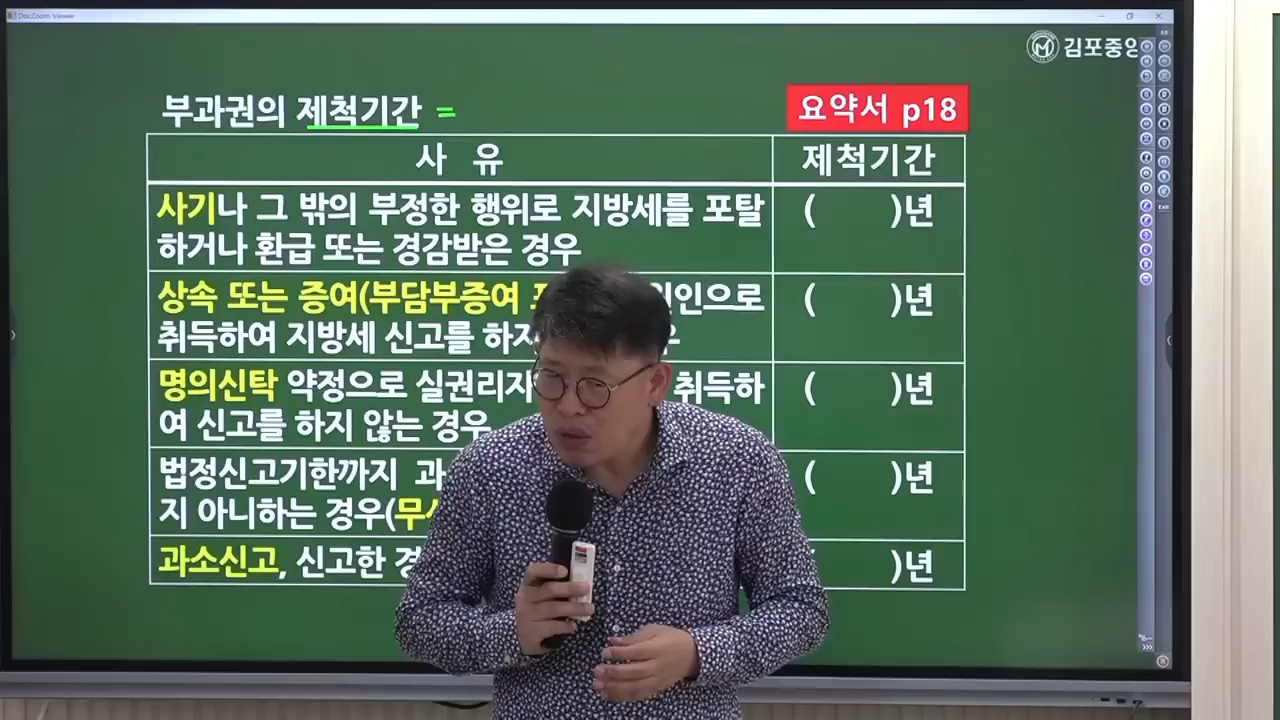 DocZoom Viewer
김포중앙
부과권의 제척기간 =
요약서 p18
사 유
제척기간
사기나 그 밖의 부정한 행위로 지방세를 포탈
하거나 환급 또는 경감받은 경우
( )년
상속 또는 증여(부담부증여 인으로
취득하여 지방세 신고를 하지
( )년
명의신탁 약정으로 실권리자 취득하
여 신고를 하지 않는 경우
( )년
법정신고기한까지 과
지 아니하는 경우(무
( )년
과소신고, 신고한 경
)년
Exit